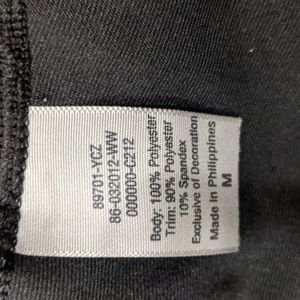 89701-YCZ
86-092012-WW
000000-C212
Body: 100% Polyester
Trim: 90% Polyester
10% Spandex
Exclusive of Decoration
Made in Philippines
M